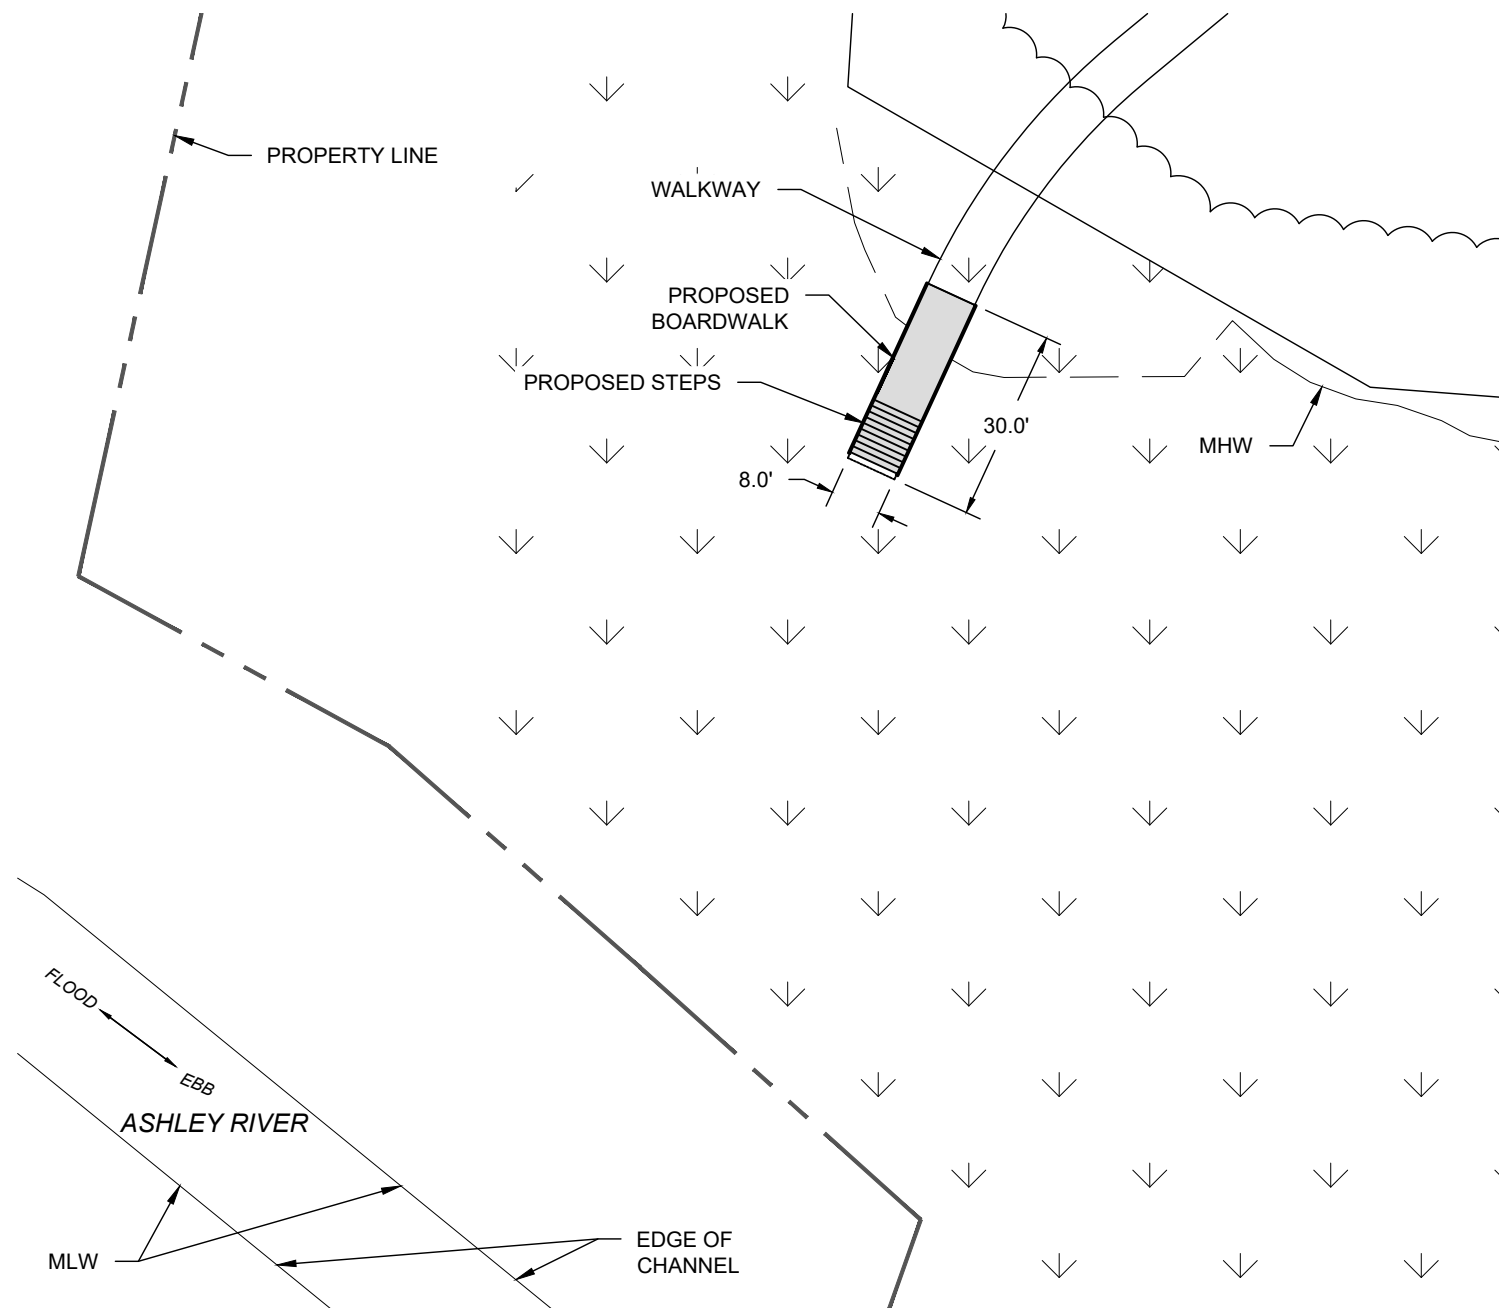 PROPERTY LINE
WALKWAY
PROPOSED
BOARDWALK
PROPOSED STEPS
30.0'
MHW
8.0'
FLOOD
EBB
ASHLEY RIVER
EDGE OF
CHANNEL
MLW